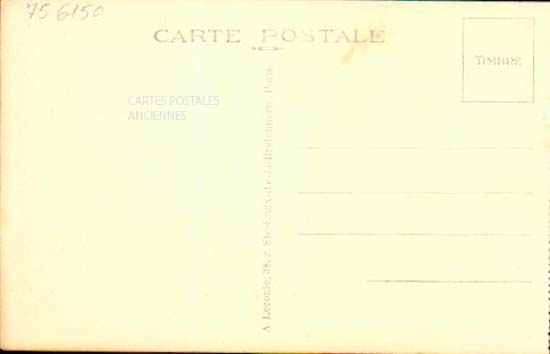 75 6150
CARTE POSTALE
TIMBRE
CARTES POSTALES
ANCIENNES
A. Leconte, 38, r. Ste-Croix-de-la-Bretonnerie, Paris